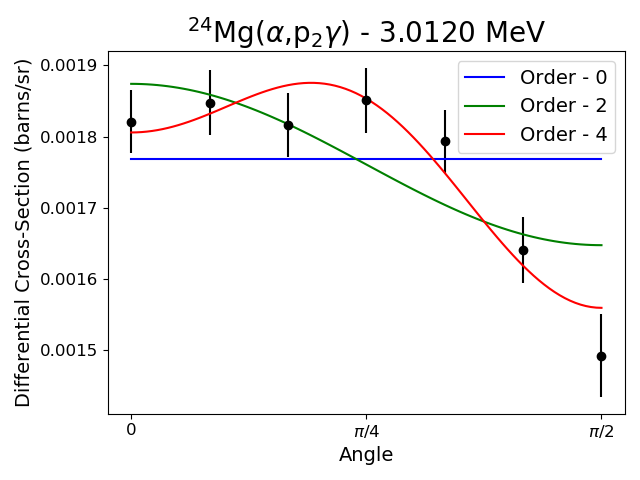 ²⁴Mg(α,p₂γ) - 3.0120 MeV
Differential Cross-Section (barns/sr)
0.0019
0.0018
0.0017
0.0016
0.0015
Order - 0
Order - 2
Order - 4
0
π/4
π/2
Angle